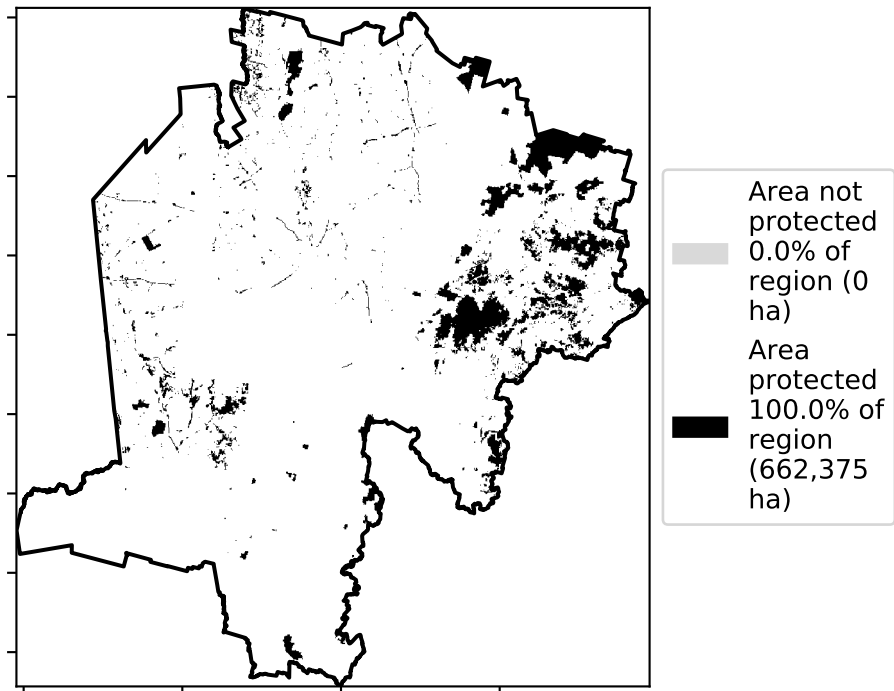 Area not
protected
0.0% of
region (0
ha)
Area
protected
100.0% of
region
(662,375
ha)